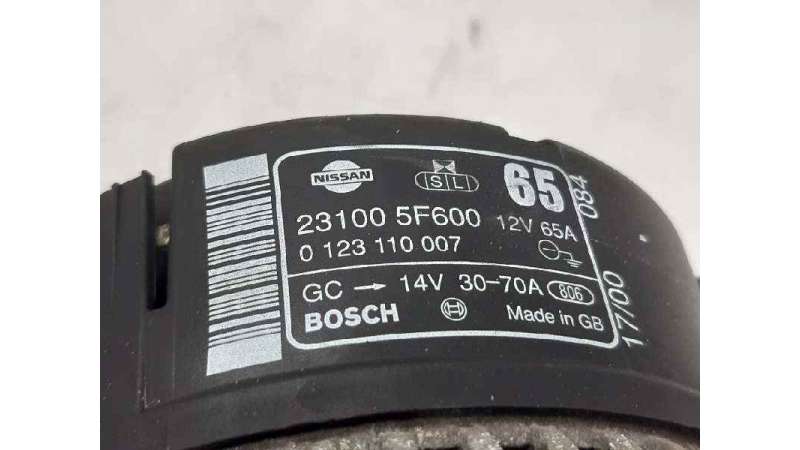 NISSAN
S L
65
23100 5F600 12V 65A
0 123 110 007
GC → 14V 30-70A 806
BOSCH Made in GB
084
17/00